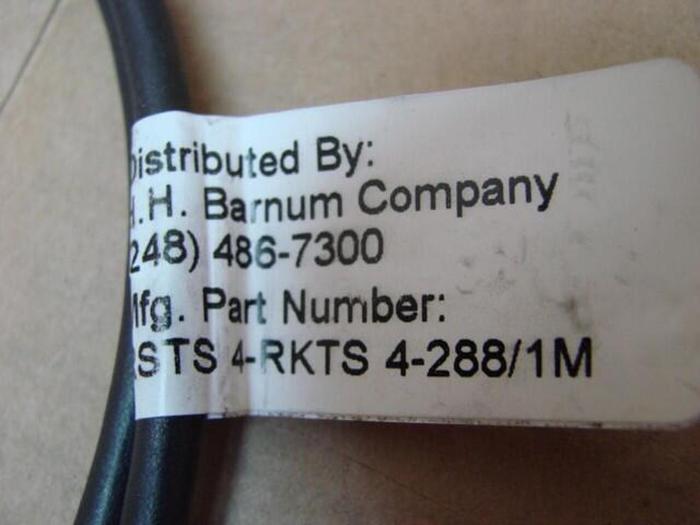 Distributed By:
H.H. Barnum Company
(248) 486-7300
Mfg. Part Number:
RSTS 4-RKTS 4-288/1M